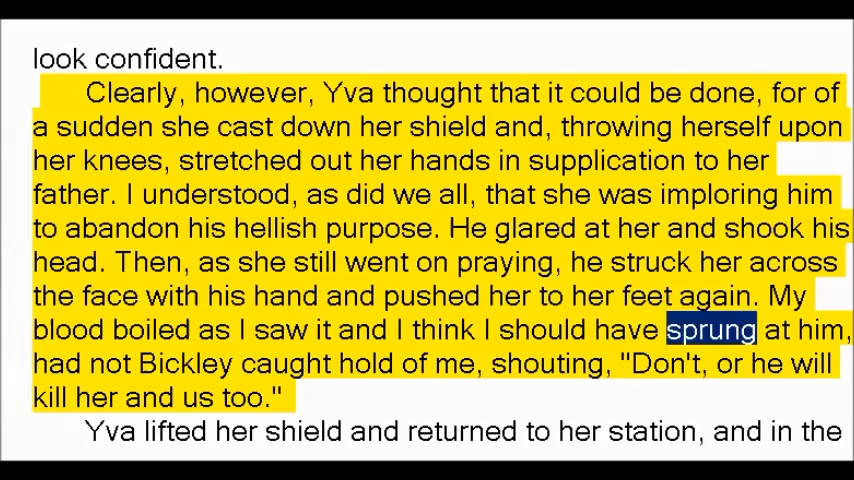 look confident.
Clearly, however, Yva thought that it could be done, for of
a sudden she cast down her shield and, throwing herself upon
her knees, stretched out her hands in supplication to her
father. I understood, as did we all, that she was imploring him
to abandon his hellish purpose. He glared at her and shook his
head. Then, as she still went on praying, he struck her across
the face with his hand and pushed her to her feet again. My
blood boiled as I saw it and I think I should have sprung at him,
had not Bickley caught hold of me, shouting, "Don't, or he will
kill her and us too."
Yva lifted her shield and returned to her station, and in the